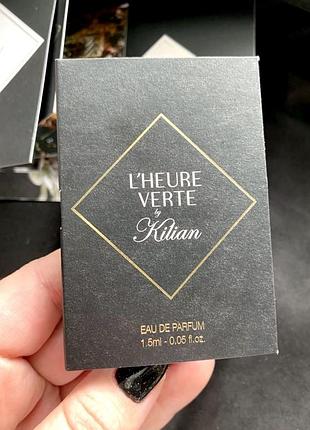 L'HEURE
VERTE
by
Kilian
EAU DE PARFUM
1.5ml - 0.05 fl.oz.